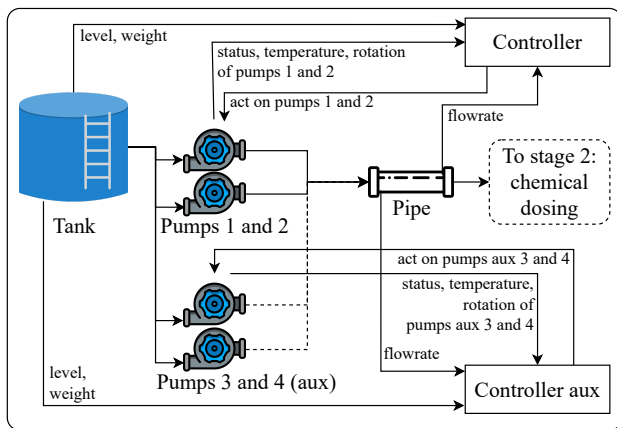 level, weight
status, temperature, rotation
of pumps 1 and 2
Controller
act on pumps 1 and 2
flowrate
To stage 2:
chemical
dosing
Tank
Pumps 1 and 2
Pipe
act on pumps aux 3 and 4
status, temperature,
rotation of
pumps aux 3 and 4
flowrate
level,
weight
Pumps 3 and 4 (aux)
Controller aux